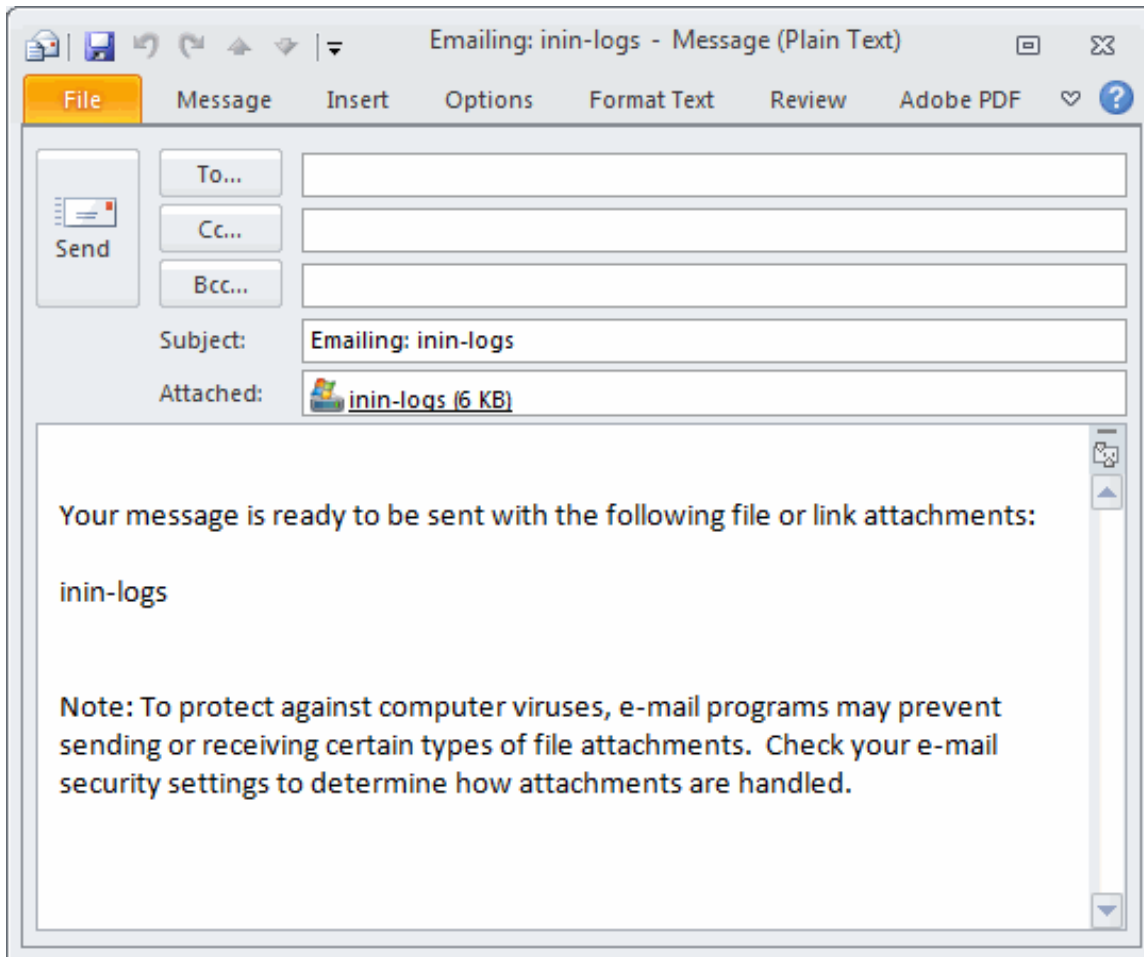 Emailing: inin-logs - Message (Plain Text)
File Message Insert Options Format Text Review Adobe PDF
To...
Cc...
Send
Bcc...
Subject: Emailing: inin-logs
Attached: inin-logs (6 KB)
Your message is ready to be sent with the following file or link attachments:
inin-logs
Note: To protect against computer viruses, e-mail programs may prevent
sending or receiving certain types of file attachments. Check your e-mail
security settings to determine how attachments are handled.